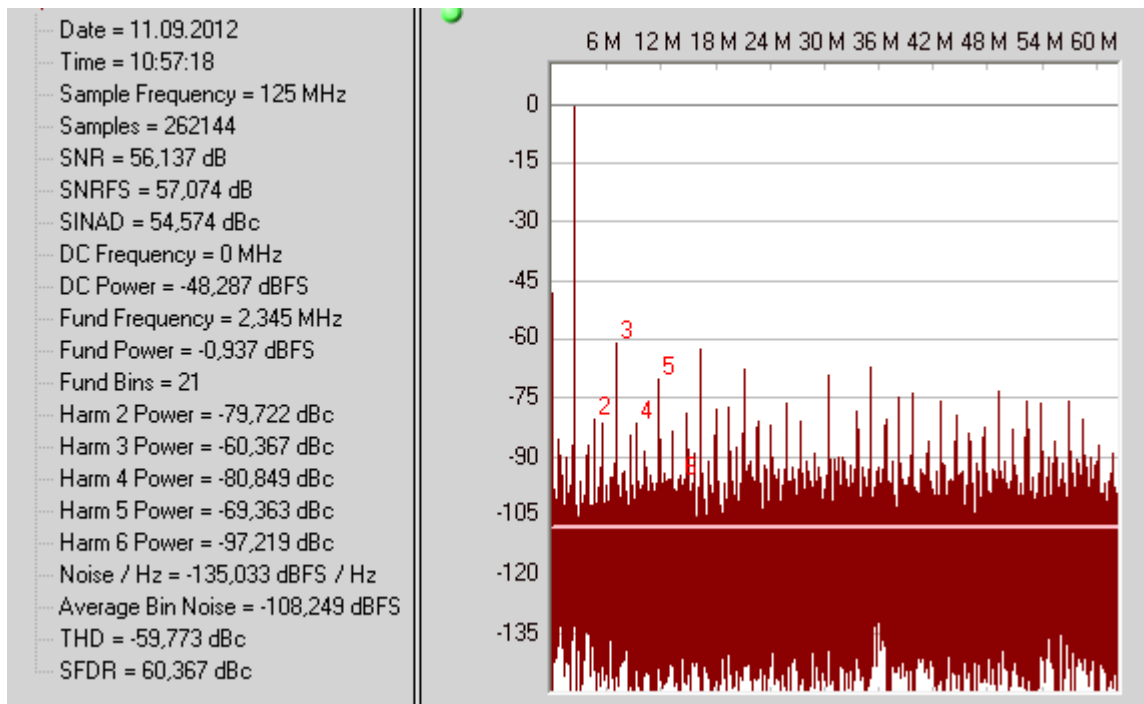 Date = 11.09.2012
Time = 10:57:18
Sample Frequency = 125 MHz
Samples = 262144
SNR = 56,137 dB
SNRFS = 57,074 dB
SINAD = 54,574 dBc
DC Frequency = 0 MHz
DC Power = -48,287 dBFS
Fund Frequency = 2,345 MHz
Fund Power = -0,937 dBFS
Fund Bins = 21
Harm 2 Power = -79,722 dBc
Harm 3 Power = -60,367 dBc
Harm 4 Power = -80,849 dBc
Harm 5 Power = -69,363 dBc
Harm 6 Power = -97,219 dBc
Noise / Hz = -135,033 dBFS / Hz
Average Bin Noise = -108,249 dBFS
THD = -59,773 dBc
SFDR = 60,367 dBc
6 M 12 M 18 M 24 M 30 M 36 M 42 M 48 M 54 M 60 M
0
-15
-30
-45
-60
-75
-90
-105
-120
-135
3
5
2
4